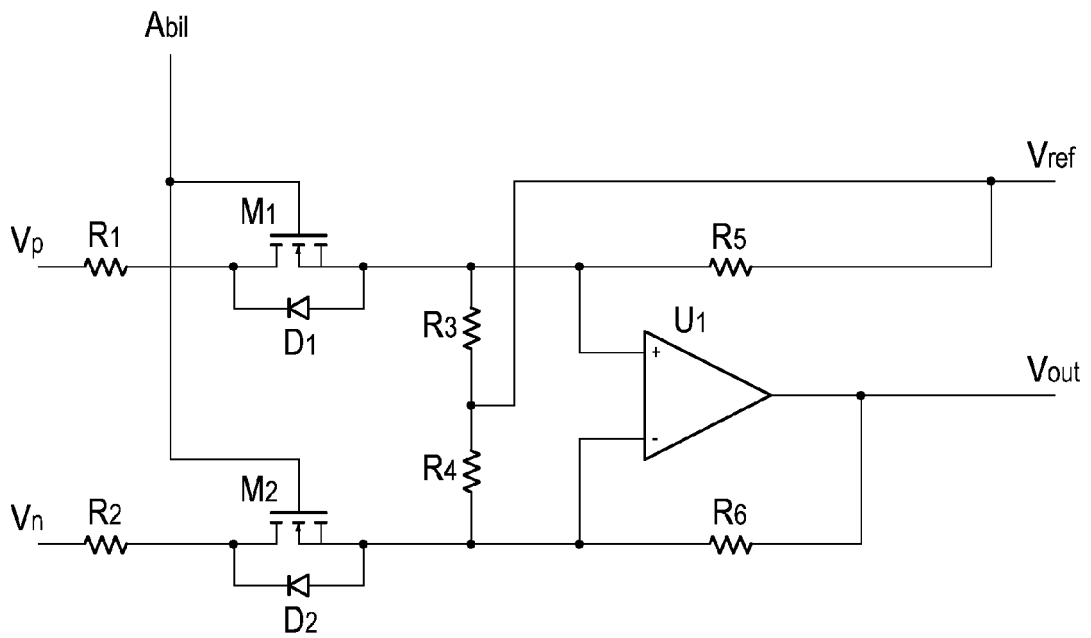 Abil
Vref
M1
Vp
R1
R5
D1
R3
U1
+
Vout
-
R4
M2
Vn
R2
R6
D2